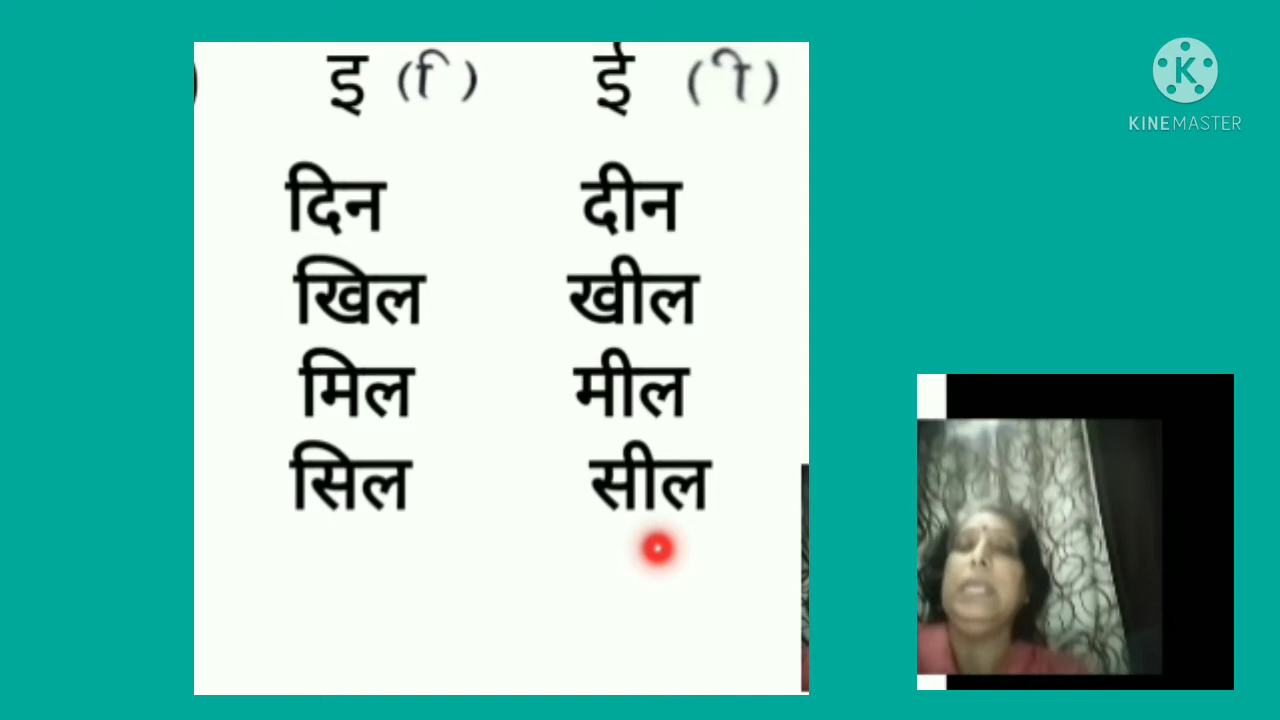 ) इ (ि) ई (ी)
दिन दीन
खिल खील
मिल मील
सिल सील
K
KINEMASTER